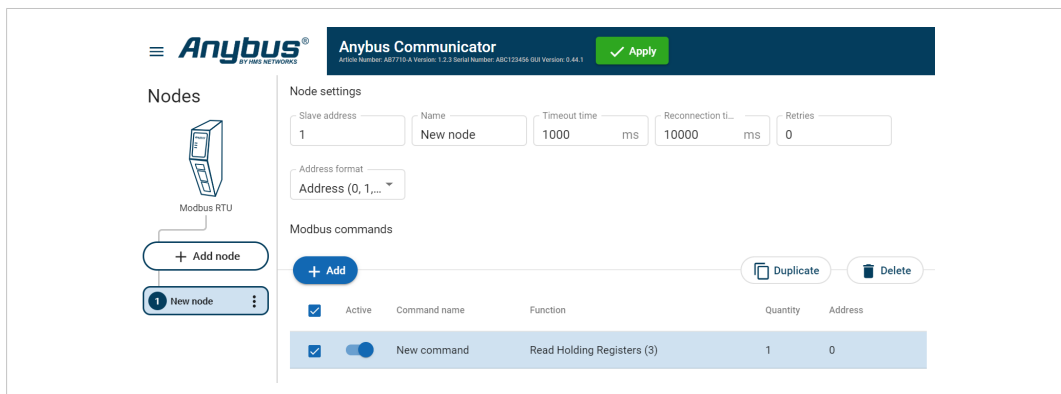 Anybus®
BY HMS NETWORKS
Anybus Communicator
Article Number: AB7710-A Version: 1.2.3 Serial Number: ABC123456 GUI Version: 0.44.1
Apply
Nodes
Modbus RTU
+ Add node
1 New node
Node settings
Slave address
1
Name
New node
Timeout time
1000 ms
Reconnection ti...
10000 ms
Retries
0
Address format
Address (0, 1,...
Modbus commands
+ Add
Duplicate
Delete
Active Command name Function Quantity Address
New command Read Holding Registers (3) 1 0